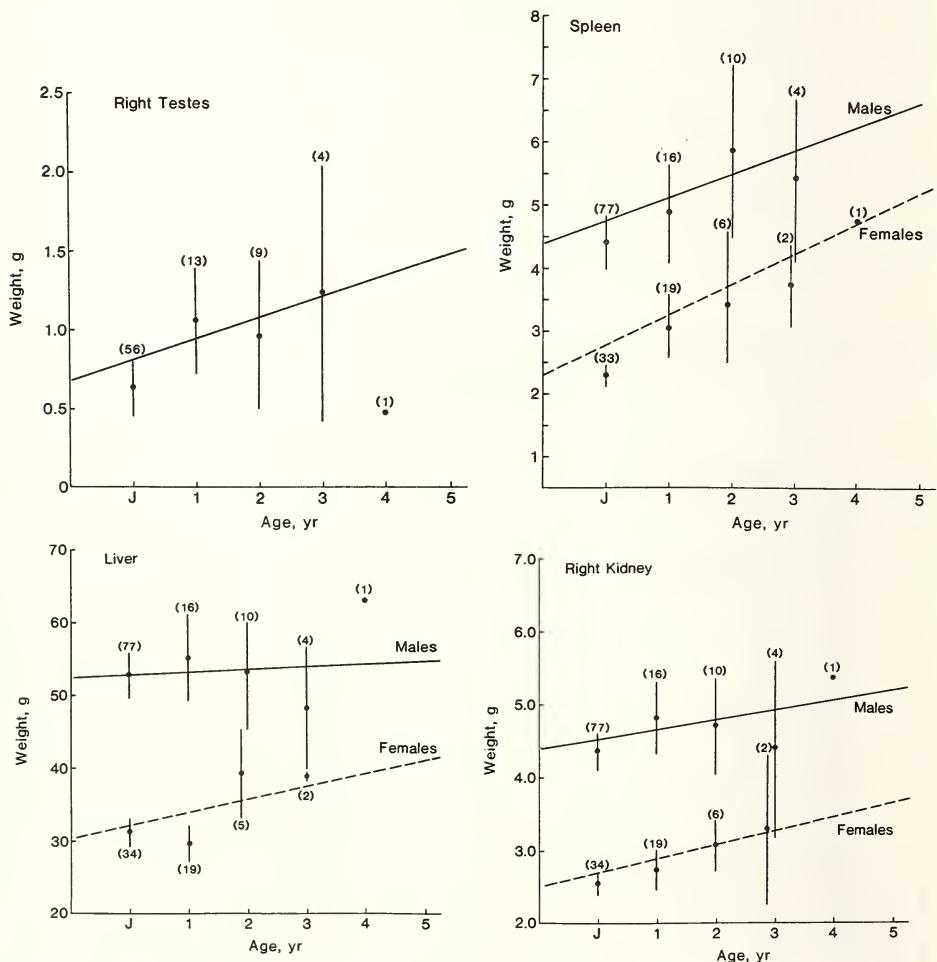 Right Testes
2.5
2.0
1.5
1.0
0.5
0
Weight, g
(56)
(13)
(9)
(4)
(1)
J 1 2 3 4 5
Age, yr
Spleen
8
7
6
5
4
3
2
1
Weight, g
(77)
(16)
(10)
(4)
Males
(33)
(19)
(6)
(2)
(1)
Females
J 1 2 3 4 5
Age, yr
Liver
70
60
50
40
30
20
Weight, g
(77)
(16)
(10)
(4)
(1)
Males
Females
(34)
(19)
(5)
(2)
J 1 2 3 4 5
Age, yr
Right Kidney
7.0
6.0
5.0
4.0
3.0
2.0
Weight, g
(77)
(16)
(10)
(4)
(1)
Males
(34)
(19)
(6)
(2)
Females
J 1 2 3 4 5
Age, yr